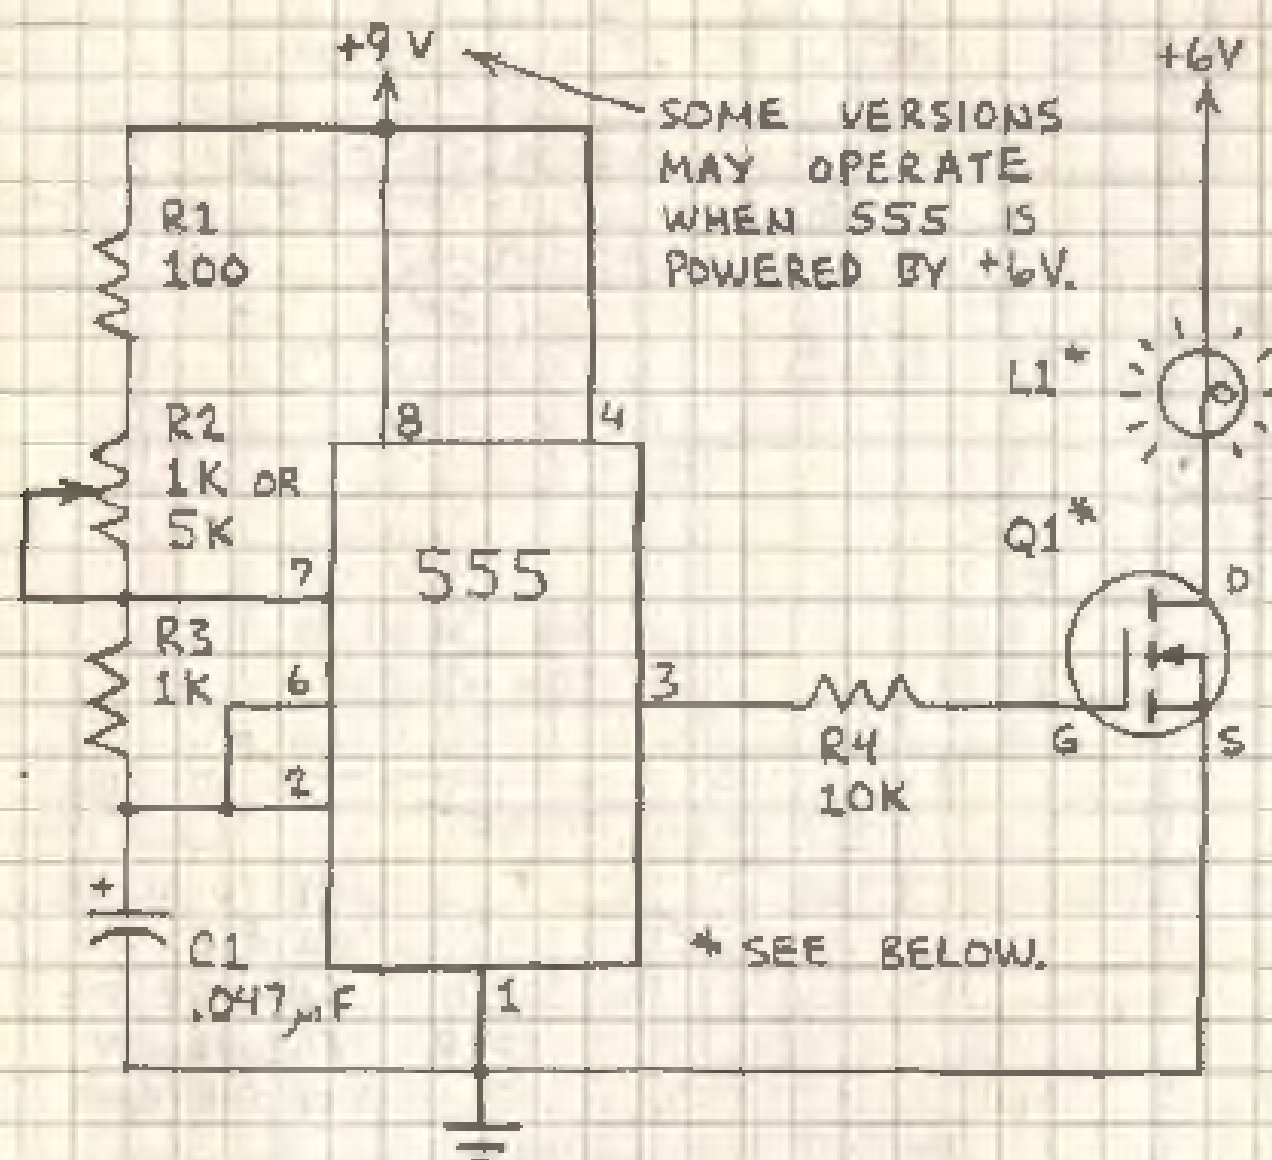 +9 V
+6V
SOME VERSIONS
MAY OPERATE
WHEN 555 IS
POWERED BY +6V.
R1
100
L1*
8
4
R2
1K OR
5K
Q1*
7
555
D
R3
1K
6
3
G
S
R4
10K
2
+
C1
.047μF
* SEE BELOW.
1